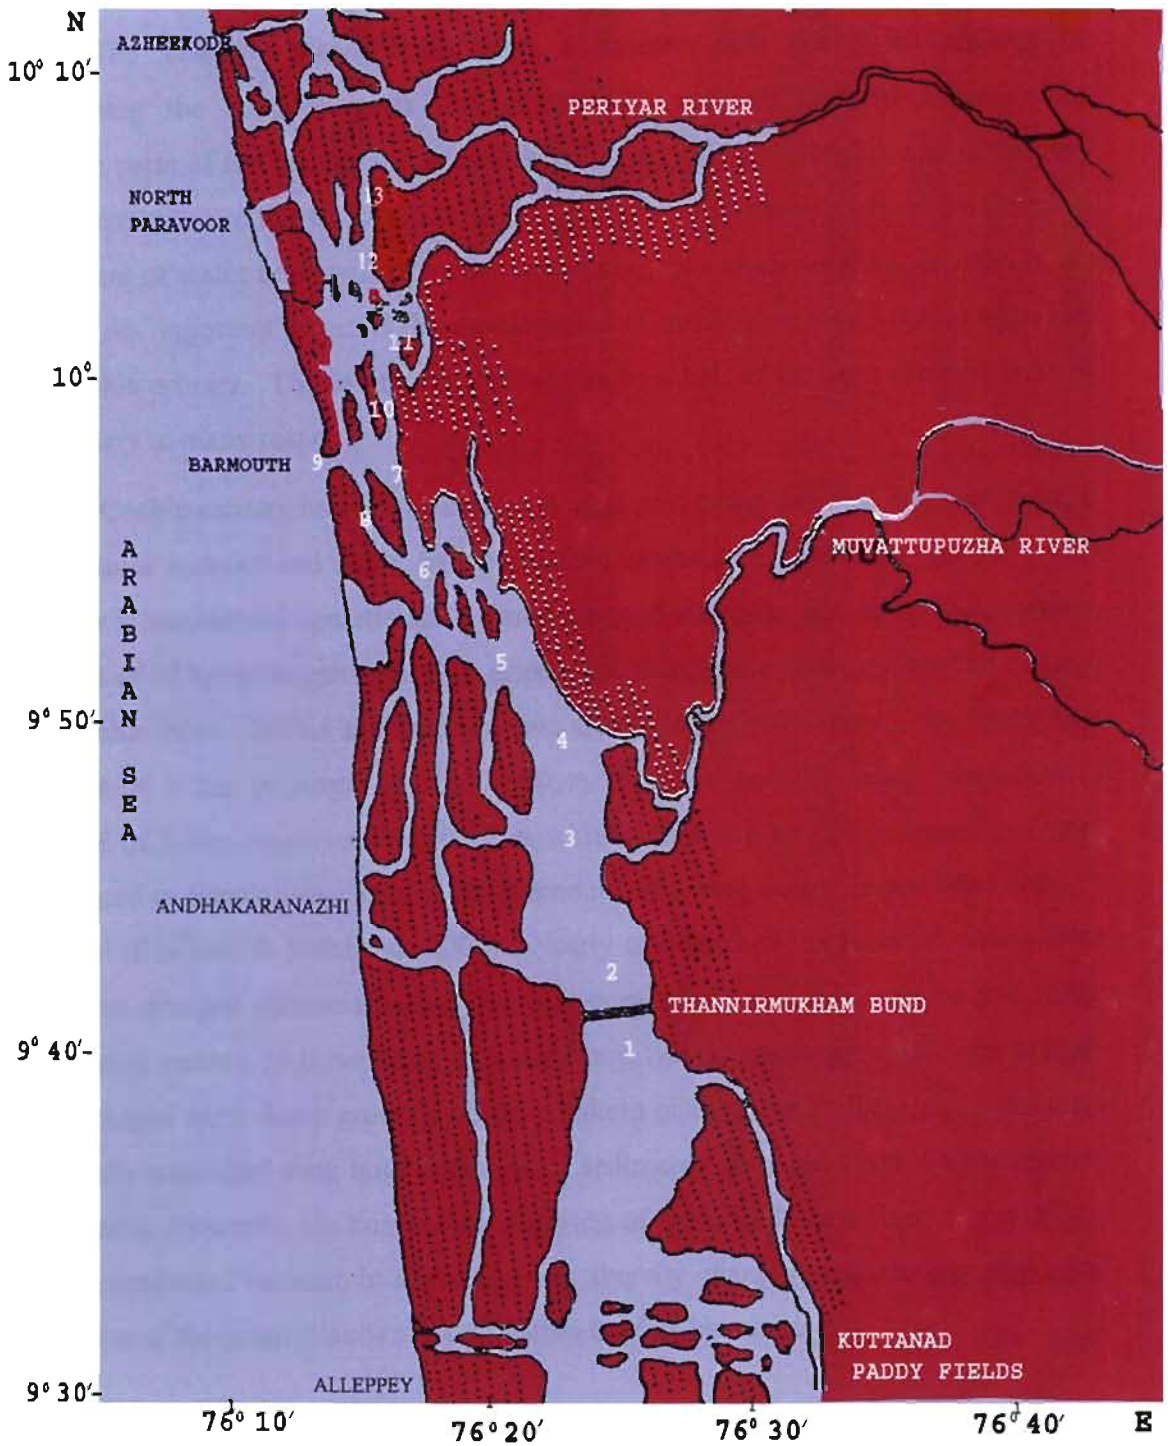 N
AZHEEKODE
10° 10'
PERIYAR RIVER
13
NORTH
PARAVOOR
12
11
10°
10
BARMOUTH 9
7
8
ARABIAN SEA
MUVATTUPUZHA RIVER
6
5
9° 50'
4
3
ANDHAKARANAZHI
2
THANNIRMUKHAM BUND
9° 40'
1
KUTTANAD
PADDY FIELDS
ALLEPPEY
9° 30'
76° 10' 76° 20' 76° 30' 76° 40' E